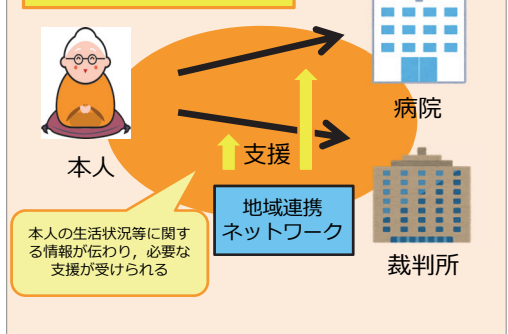 病院
本人
支援
地域連携
ネットワーク
本人の生活状況等に関す
る情報が伝わり，必要な
支援が受けられる
裁判所